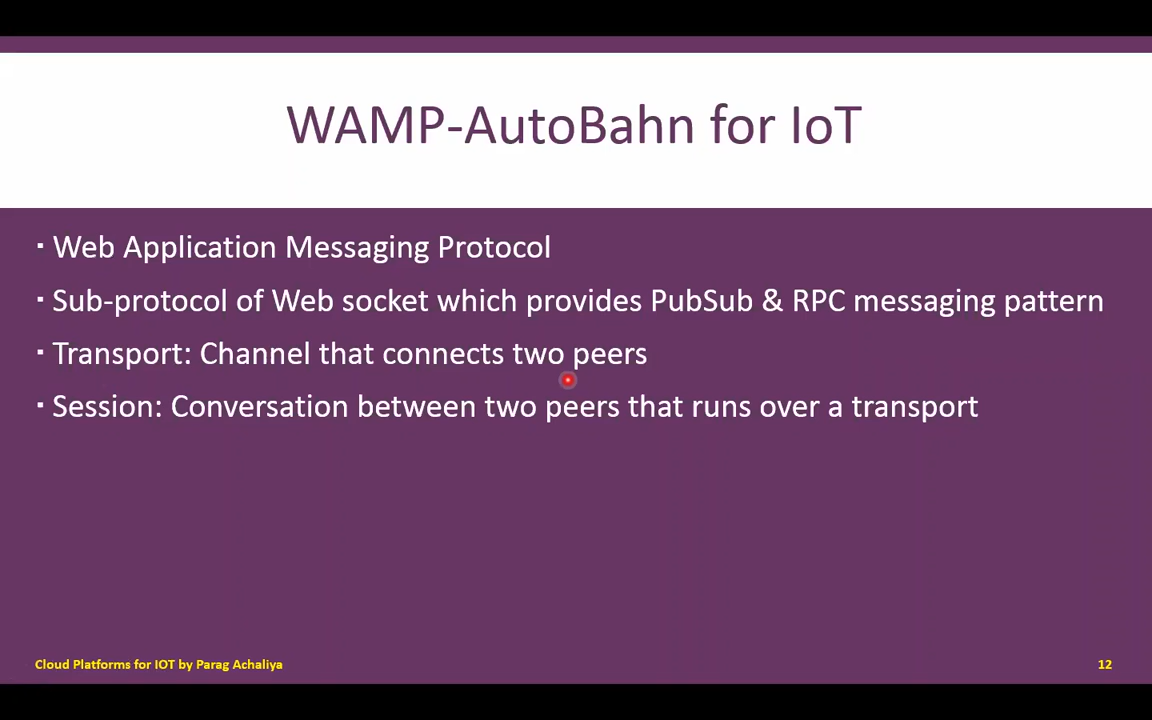 WAMP-AutoBahn for IoT
▪ Web Application Messaging Protocol
▪ Sub-protocol of Web socket which provides PubSub & RPC messaging pattern
▪ Transport: Channel that connects two peers
▪ Session: Conversation between two peers that runs over a transport
Cloud Platforms for IOT by Parag Achaliya
12